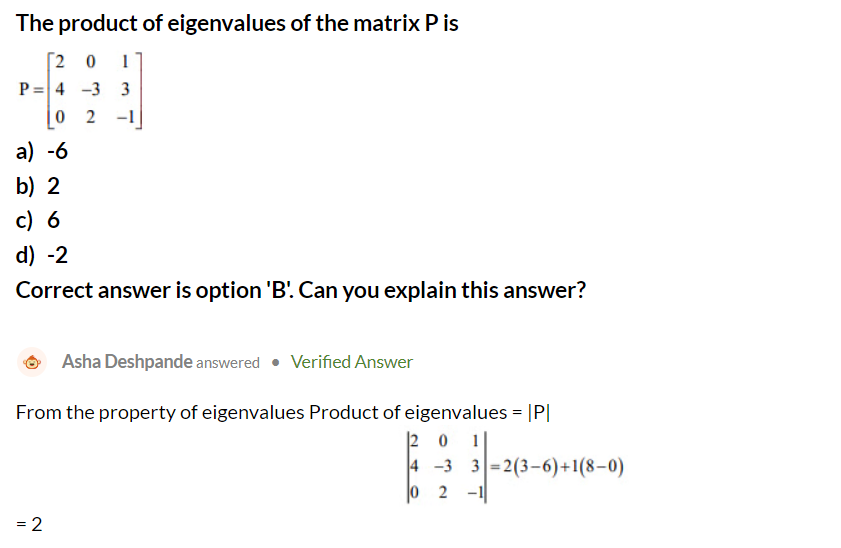 The product of eigenvalues of the matrix P is
[2 0 1]
P = [4 –3 3]
[0 2 –1]
a) -6
b) 2
c) 6
d) -2
Correct answer is option 'B'. Can you explain this answer?
Asha Deshpande answered • Verified Answer
From the property of eigenvalues Product of eigenvalues = |P|
|2 0 1|
|4 –3 3| = 2(3–6)+1(8–0)
|0 2 –1|
= 2